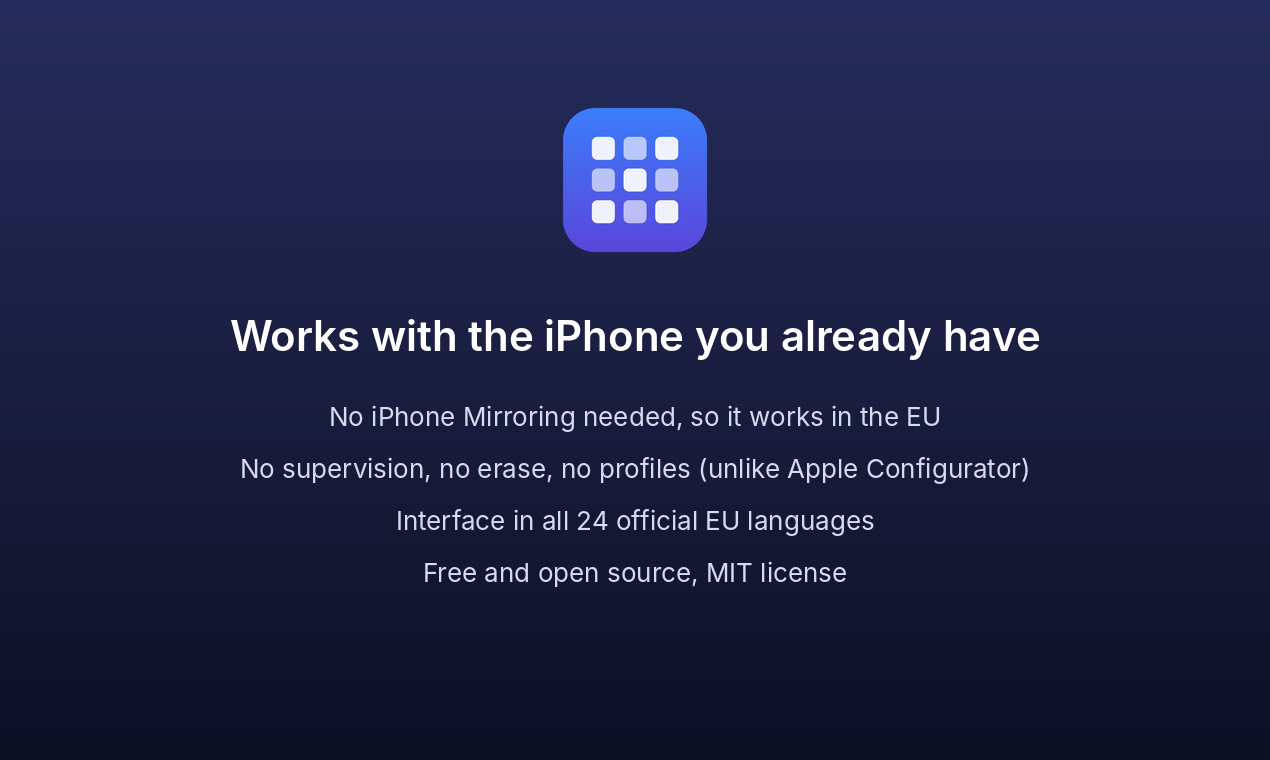 Works with the iPhone you already have
No iPhone Mirroring needed, so it works in the EU
No supervision, no erase, no profiles (unlike Apple Configurator)
Interface in all 24 official EU languages
Free and open source, MIT license